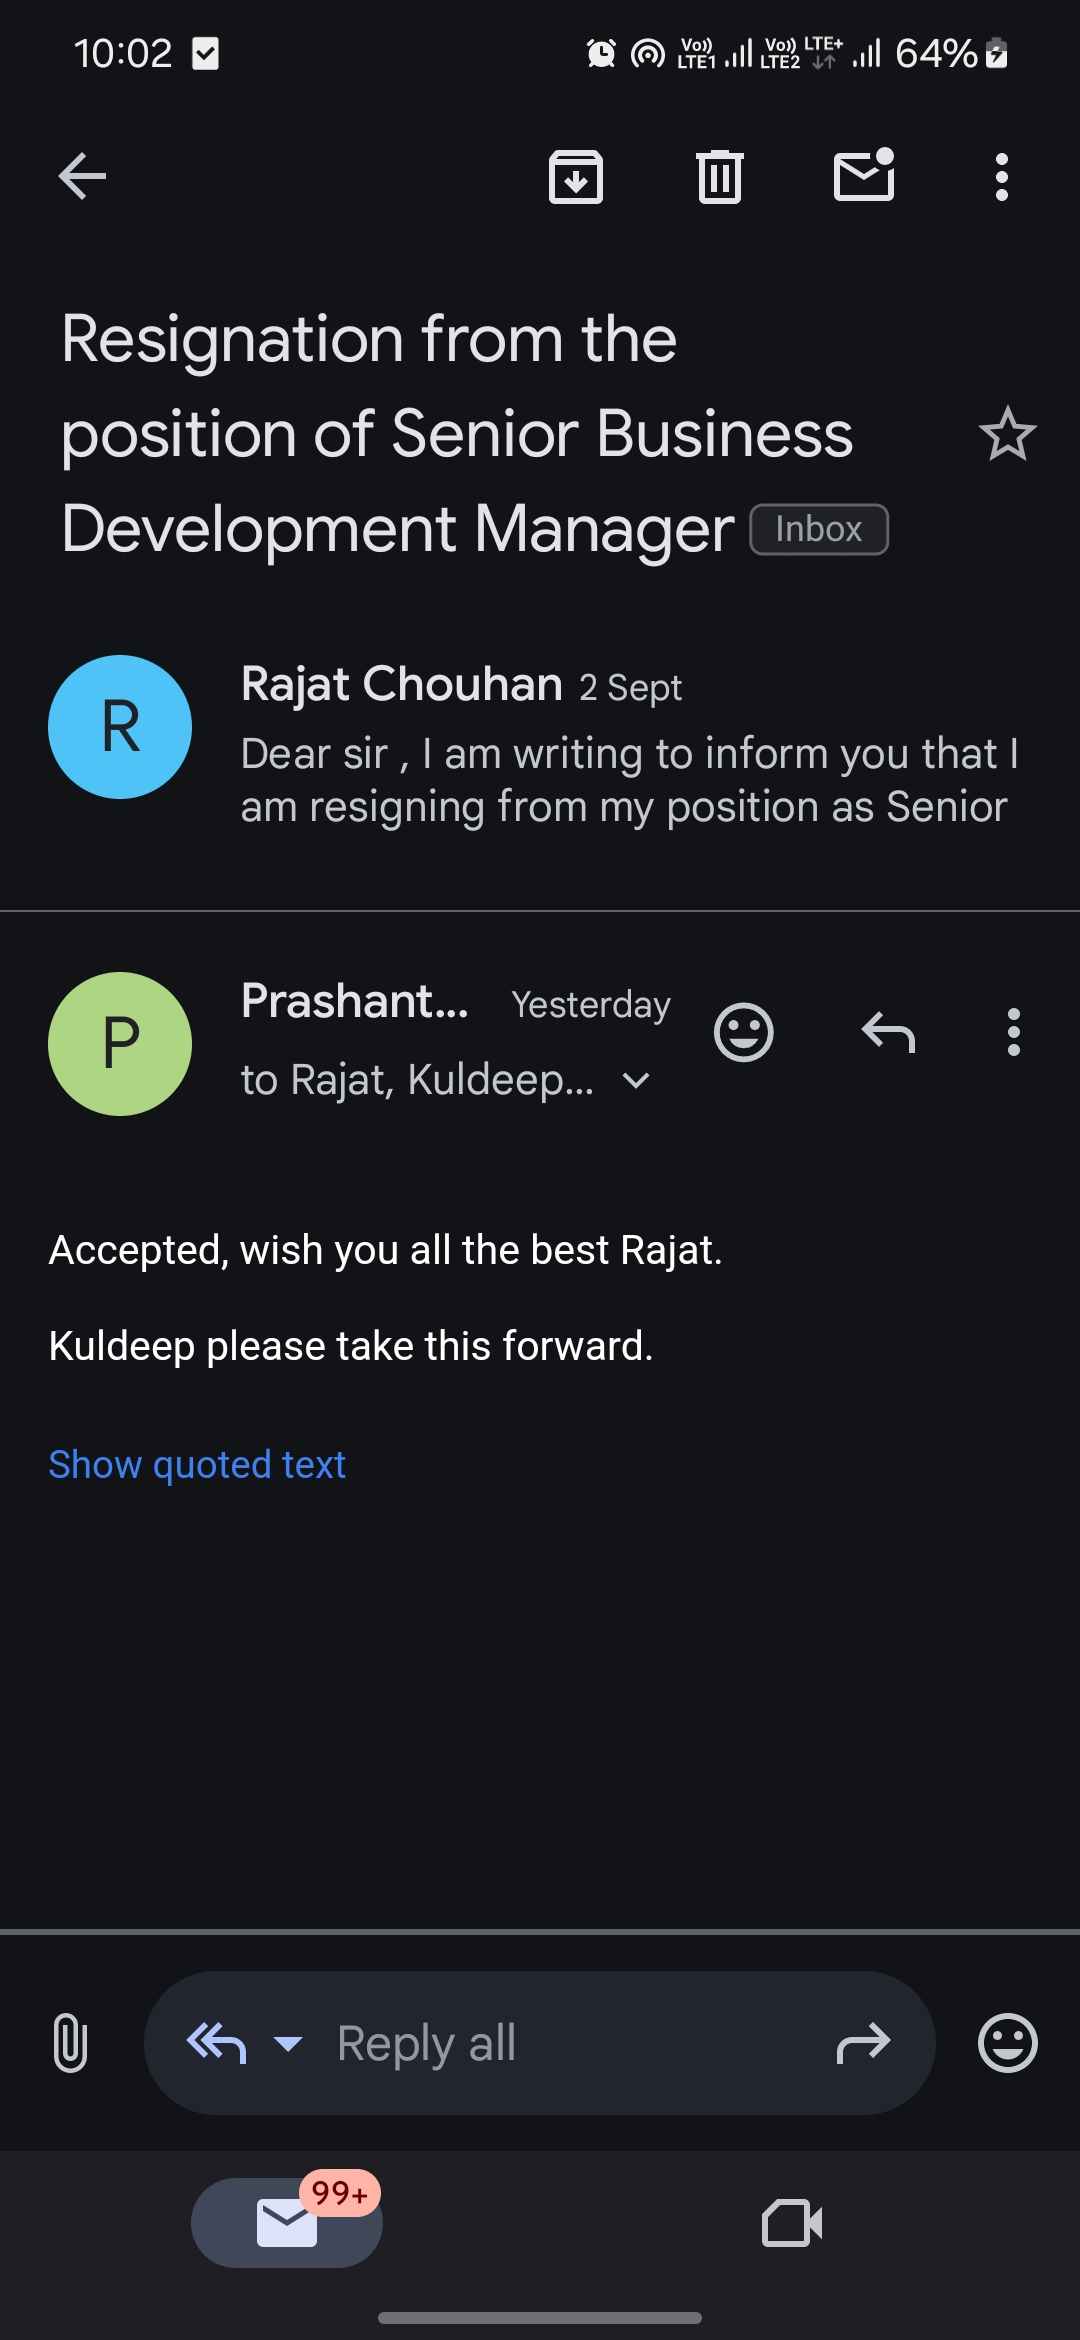 10:02
Vo)) LTE1 Vo)) LTE2 LTE+ 64%
Resignation from the
position of Senior Business
Development Manager Inbox
R
Rajat Chouhan 2 Sept
Dear sir , I am writing to inform you that I
am resigning from my position as Senior
P
Prashant... Yesterday
to Rajat, Kuldeep...
Accepted, wish you all the best Rajat.
Kuldeep please take this forward.
Show quoted text
Reply all
99+